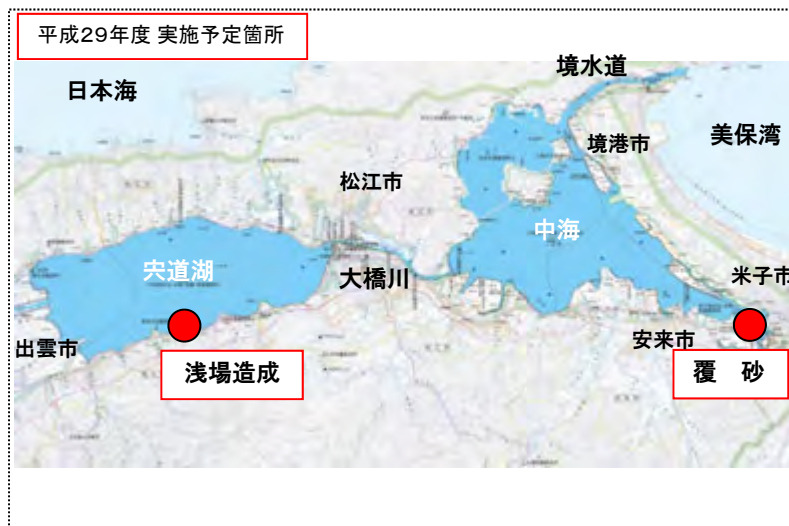 平成29年度 実施予定箇所
境水道
日本海
美保湾
境港市
松江市
中海
宍道湖
大橋川
米子市
安来市
出雲市
浅場造成
覆 砂